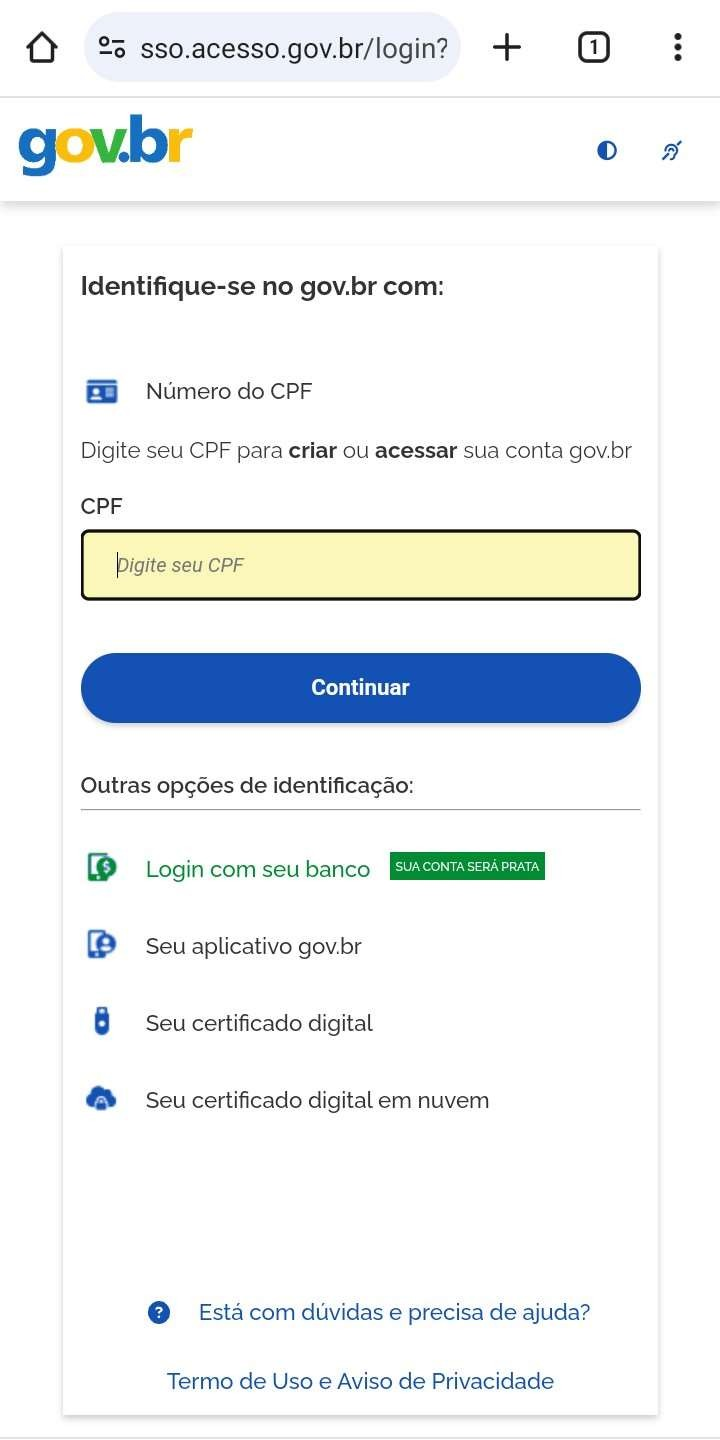 sso.acesso.gov.br/login?
1
gov.br
Identifique-se no gov.br com:
Número do CPF
Digite seu CPF para criar ou acessar sua conta gov.br
CPF
Digite seu CPF
Continuar
Outras opções de identificação:
Login com seu banco SUA CONTA SERÁ PRATA
Seu aplicativo gov.br
Seu certificado digital
Seu certificado digital em nuvem
? Está com dúvidas e precisa de ajuda?
Termo de Uso e Aviso de Privacidade